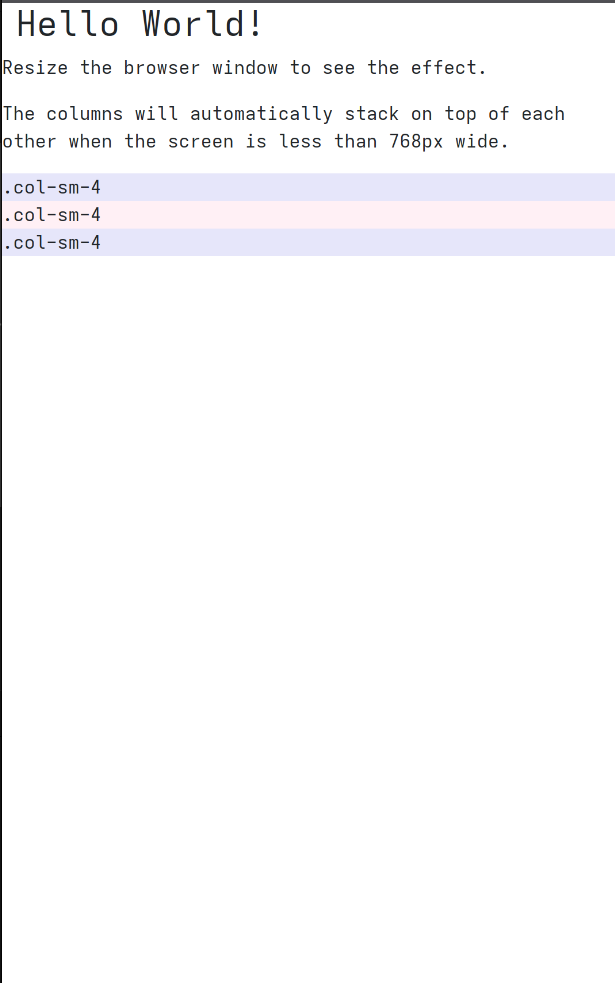 Hello World!
Resize the browser window to see the effect.
The columns will automatically stack on top of each
other when the screen is less than 768px wide.
.col-sm-4
.col-sm-4
.col-sm-4